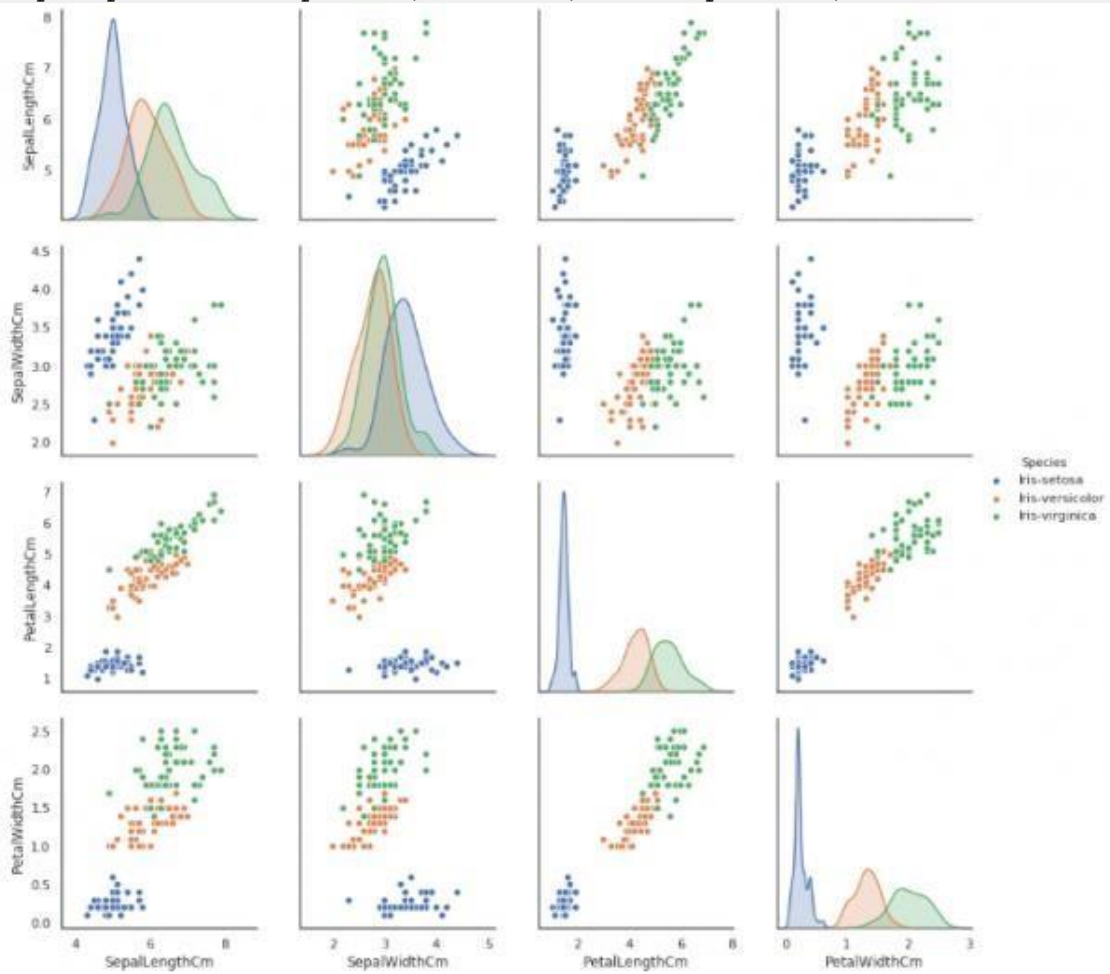 8
7
6
5
SepalLengthCm
4.5
4.0
3.5
3.0
2.5
2.0
SepalWidthCm
Species
Iris-setosa
Iris-versicolor
Iris-virginica
7
6
5
4
3
2
1
PetalLengthCm
2.5
2.0
1.5
1.0
0.5
0.0
PetalWidthCm
4 6 8
2 3 4 5
2 4 6 8
0 1 2 3
SepalLengthCm
SepalWidthCm
PetalLengthCm
PetalWidthCm